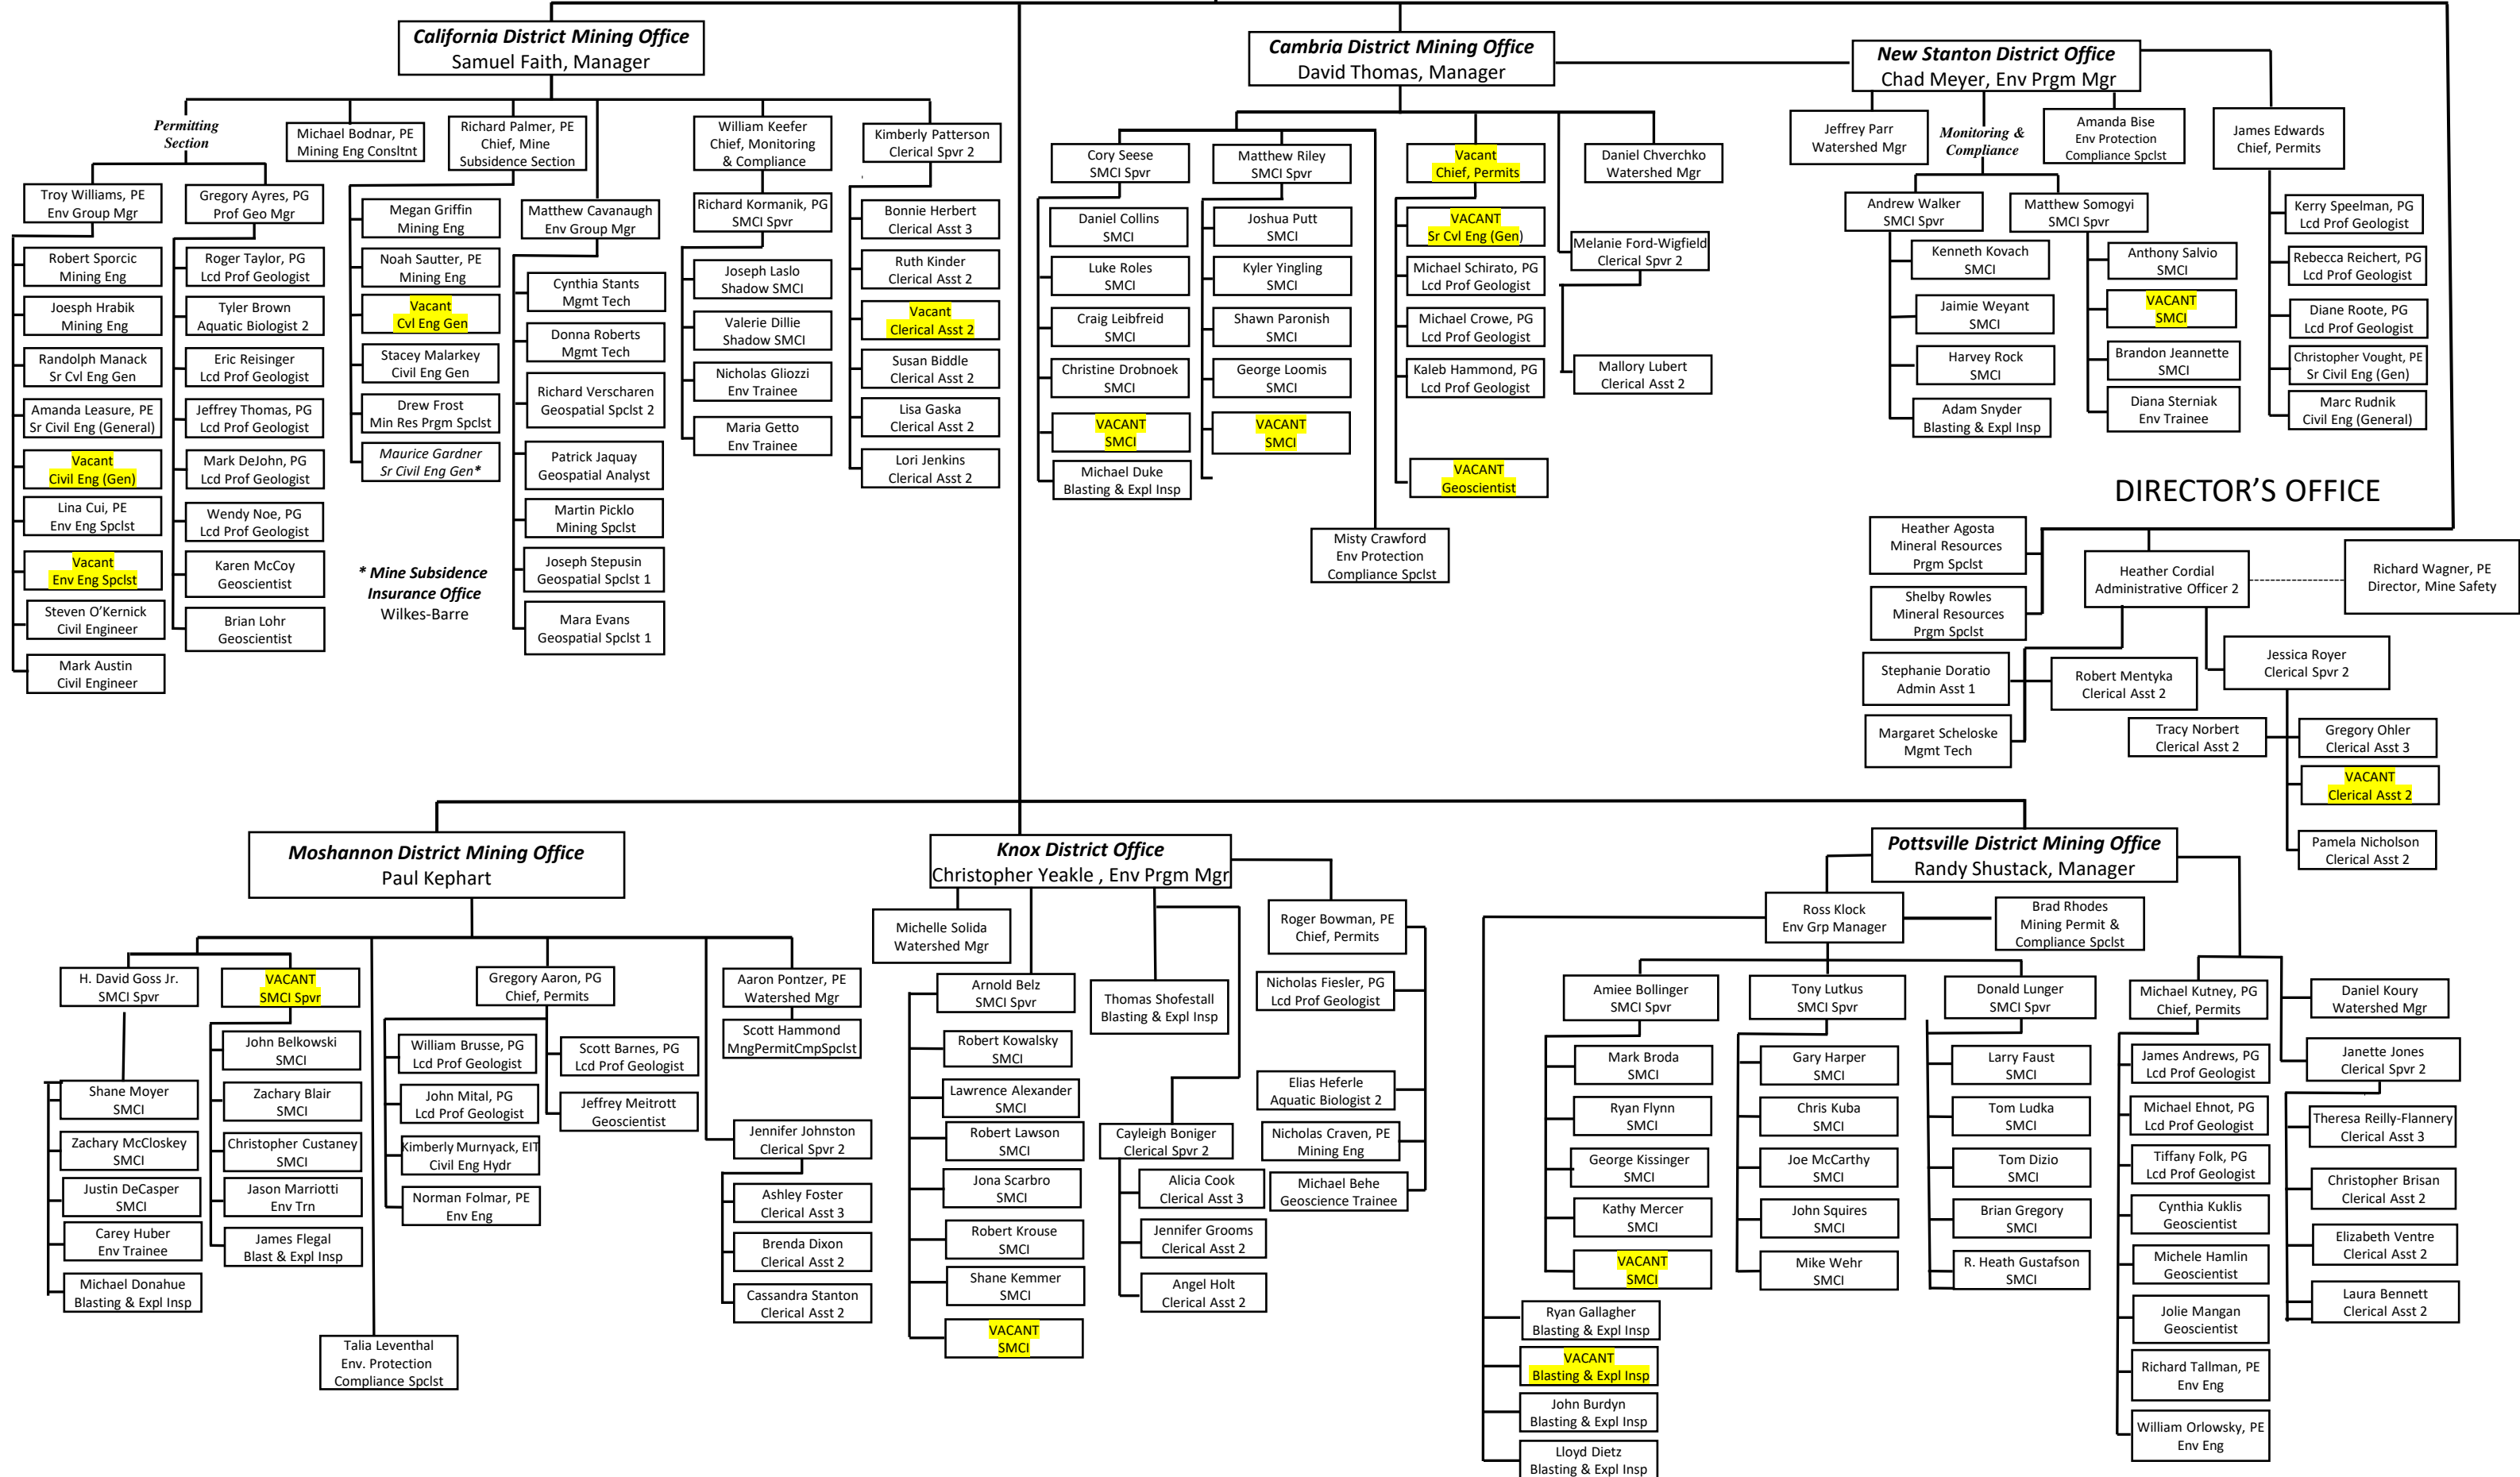 California District Mining Office
Samuel Faith, Manager
Permitting
Section
Troy Williams, PE
Env Group Mgr
Robert Sporcic
Mining Eng
Joesph Hrabik
Mining Eng
Randolph Manack
Sr Cvl Eng Gen
Amanda Leasure, PE
Sr Civil Eng (General)
Vacant
Civil Eng (Gen)
Lina Cui, PE
Env Eng Spclst
Vacant
Env Eng Spclst
Steven O’Kernick
Civil Engineer
Mark Austin
Civil Engineer
Gregory Ayres, PG
Prof Geo Mgr
Roger Taylor, PG
Lcd Prof Geologist
Tyler Brown
Aquatic Biologist 2
Eric Reisinger
Lcd Prof Geologist
Jeffrey Thomas, PG
Lcd Prof Geologist
Mark DeJohn, PG
Lcd Prof Geologist
Wendy Noe, PG
Lcd Prof Geologist
Karen McCoy
Geoscientist
Brian Lohr
Geoscientist
Michael Bodnar, PE
Mining Eng Consltnt
Richard Palmer, PE
Chief, Mine
Subsidence Section
Megan Griffin
Mining Eng
Noah Sautter, PE
Mining Eng
Vacant
Cvl Eng Gen
Stacey Malarkey
Civil Eng Gen
Drew Frost
Min Res Prgm Spclst
Maurice Gardner
Sr Civil Eng Gen*
* Mine Subsidence
Insurance Office
Wilkes-Barre
Matthew Cavanaugh
Env Group Mgr
Cynthia Stants
Mgmt Tech
Donna Roberts
Mgmt Tech
Richard Verscharen
Geospatial Spclst 2
Patrick Jaquay
Geospatial Analyst
Martin Picklo
Mining Spclst
Joseph Stepusin
Geospatial Spclst 1
Mara Evans
Geospatial Spclst 1
William Keefer
Chief, Monitoring
& Compliance
Richard Kormanik, PG
SMCI Spvr
Joseph Laslo
Shadow SMCI
Valerie Dillie
Shadow SMCI
Nicholas Gliozzi
Env Trainee
Maria Getto
Env Trainee
Kimberly Patterson
Clerical Spvr 2
Bonnie Herbert
Clerical Asst 3
Ruth Kinder
Clerical Asst 2
Vacant
Clerical Asst 2
Susan Biddle
Clerical Asst 2
Lisa Gaska
Clerical Asst 2
Lori Jenkins
Clerical Asst 2
Cambria District Mining Office
David Thomas, Manager
Cory Seese
SMCI Spvr
Daniel Collins
SMCI
Luke Roles
SMCI
Craig Leibfreid
SMCI
Christine Drobnoek
SMCI
VACANT
SMCI
Michael Duke
Blasting & Expl Insp
Matthew Riley
SMCI Spvr
Joshua Putt
SMCI
Kyler Yingling
SMCI
Shawn Paronish
SMCI
George Loomis
SMCI
VACANT
SMCI
Misty Crawford
Env Protection
Compliance Spclst
Vacant
Chief, Permits
VACANT
Sr Cvl Eng (Gen)
Michael Schirato, PG
Lcd Prof Geologist
Michael Crowe, PG
Lcd Prof Geologist
Kaleb Hammond, PG
Lcd Prof Geologist
VACANT
Geoscientist
Daniel Chverchko
Watershed Mgr
Melanie Ford-Wigfield
Clerical Spvr 2
Mallory Lubert
Clerical Asst 2
New Stanton District Office
Chad Meyer, Env Prgm Mgr
Jeffrey Parr
Watershed Mgr
Monitoring &
Compliance
Amanda Bise
Env Protection
Compliance Spclst
James Edwards
Chief, Permits
Andrew Walker
SMCI Spvr
Kenneth Kovach
SMCI
Jaimie Weyant
SMCI
Harvey Rock
SMCI
Adam Snyder
Blasting & Expl Insp
Matthew Somogyi
SMCI Spvr
Anthony Salvio
SMCI
VACANT
SMCI
Brandon Jeannette
SMCI
Diana Sterniak
Env Trainee
Kerry Speelman, PG
Lcd Prof Geologist
Rebecca Reichert, PG
Lcd Prof Geologist
Diane Roote, PG
Lcd Prof Geologist
Christopher Vought, PE
Sr Civil Eng (Gen)
Marc Rudnik
Civil Eng (General)
DIRECTOR’S OFFICE
Heather Agosta
Mineral Resources
Prgm Spclst
Shelby Rowles
Mineral Resources
Prgm Spclst
Heather Cordial
Administrative Officer 2
Richard Wagner, PE
Director, Mine Safety
Stephanie Doratio
Admin Asst 1
Robert Mentyka
Clerical Asst 2
Margaret Scheloske
Mgmt Tech
Jessica Royer
Clerical Spvr 2
Tracy Norbert
Clerical Asst 2
Gregory Ohler
Clerical Asst 3
VACANT
Clerical Asst 2
Pamela Nicholson
Clerical Asst 2
Moshannon District Mining Office
Paul Kephart
H. David Goss Jr.
SMCI Spvr
Shane Moyer
SMCI
Zachary McCloskey
SMCI
Justin DeCasper
SMCI
Carey Huber
Env Trainee
Michael Donahue
Blasting & Expl Insp
VACANT
SMCI Spvr
John Belkowski
SMCI
Zachary Blair
SMCI
Christopher Custaney
SMCI
Jason Marriotti
Env Trn
James Flegal
Blast & Expl Insp
Talia Leventhal
Env. Protection
Compliance Spclst
Gregory Aaron, PG
Chief, Permits
William Brusse, PG
Lcd Prof Geologist
John Mital, PG
Lcd Prof Geologist
Kimberly Murnyack, EIT
Civil Eng Hydr
Norman Folmar, PE
Env Eng
Scott Barnes, PG
Lcd Prof Geologist
Jeffrey Meitrott
Geoscientist
Aaron Pontzer, PE
Watershed Mgr
Scott Hammond
MngPermitCmpSpclst
Jennifer Johnston
Clerical Spvr 2
Ashley Foster
Clerical Asst 3
Brenda Dixon
Clerical Asst 2
Cassandra Stanton
Clerical Asst 2
Knox District Office
Christopher Yeakle , Env Prgm Mgr
Michelle Solida
Watershed Mgr
Arnold Belz
SMCI Spvr
Robert Kowalsky
SMCI
Lawrence Alexander
SMCI
Robert Lawson
SMCI
Jona Scarbro
SMCI
Robert Krouse
SMCI
Shane Kemmer
SMCI
VACANT
SMCI
Thomas Shofestall
Blasting & Expl Insp
Cayleigh Boniger
Clerical Spvr 2
Alicia Cook
Clerical Asst 3
Jennifer Grooms
Clerical Asst 2
Angel Holt
Clerical Asst 2
Roger Bowman, PE
Chief, Permits
Nicholas Fiesler, PG
Lcd Prof Geologist
Elias Heferle
Aquatic Biologist 2
Nicholas Craven, PE
Mining Eng
Michael Behe
Geoscience Trainee
Pottsville District Mining Office
Randy Shustack, Manager
Ross Klock
Env Grp Manager
Brad Rhodes
Mining Permit &
Compliance Spclst
Amiee Bollinger
SMCI Spvr
Mark Broda
SMCI
Ryan Flynn
SMCI
George Kissinger
SMCI
Kathy Mercer
SMCI
VACANT
SMCI
Ryan Gallagher
Blasting & Expl Insp
VACANT
Blasting & Expl Insp
John Burdyn
Blasting & Expl Insp
Lloyd Dietz
Blasting & Expl Insp
Tony Lutkus
SMCI Spvr
Gary Harper
SMCI
Chris Kuba
SMCI
Joe McCarthy
SMCI
John Squires
SMCI
Mike Wehr
SMCI
Donald Lunger
SMCI Spvr
Larry Faust
SMCI
Tom Ludka
SMCI
Tom Dizio
SMCI
Brian Gregory
SMCI
R. Heath Gustafson
SMCI
Michael Kutney, PG
Chief, Permits
James Andrews, PG
Lcd Prof Geologist
Michael Ehnot, PG
Lcd Prof Geologist
Tiffany Folk, PG
Lcd Prof Geologist
Cynthia Kuklis
Geoscientist
Michele Hamlin
Geoscientist
Jolie Mangan
Geoscientist
Richard Tallman, PE
Env Eng
William Orlowsky, PE
Env Eng
Daniel Koury
Watershed Mgr
Janette Jones
Clerical Spvr 2
Theresa Reilly-Flannery
Clerical Asst 3
Christopher Brisan
Clerical Asst 2
Elizabeth Ventre
Clerical Asst 2
Laura Bennett
Clerical Asst 2